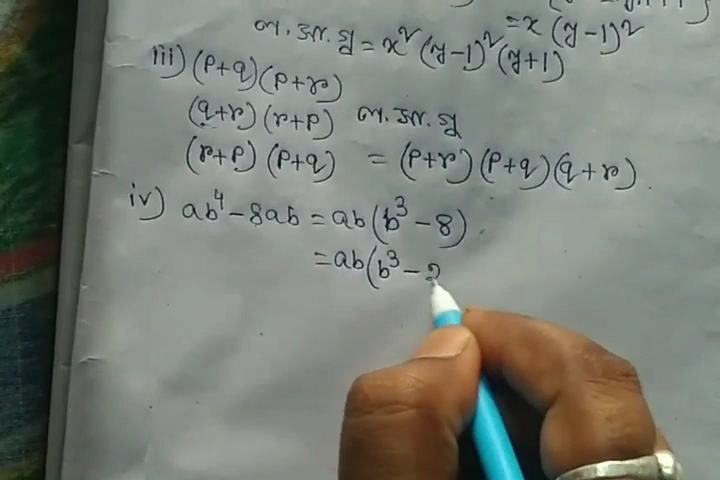 = x (y-1)²
ল. সা. গু = x² (y-1)² (y+1)
iii) (p+q) (p+r)
(q+r) (r+p) ল. সা. গু
(r+p) (p+q) = (p+r) (p+q) (q+r).
iv) ab⁴ - 8ab = ab (b³ - 8)
= ab (b³ - 2